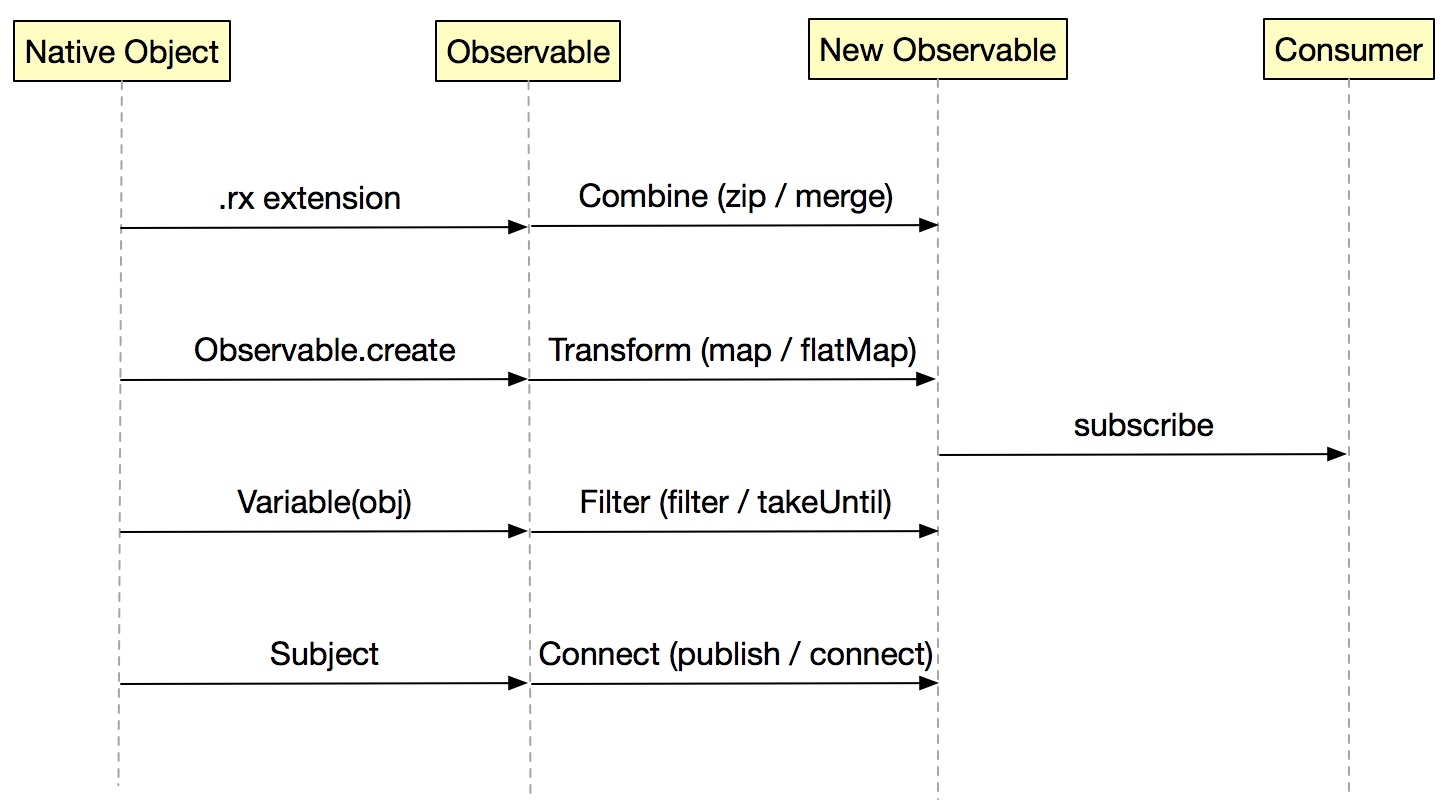 Native Object
Observable
New Observable
Consumer
.rx extension
Combine (zip / merge)
Observable.create
Transform (map / flatMap)
subscribe
Variable(obj)
Filter (filter / takeUntil)
Subject
Connect (publish / connect)